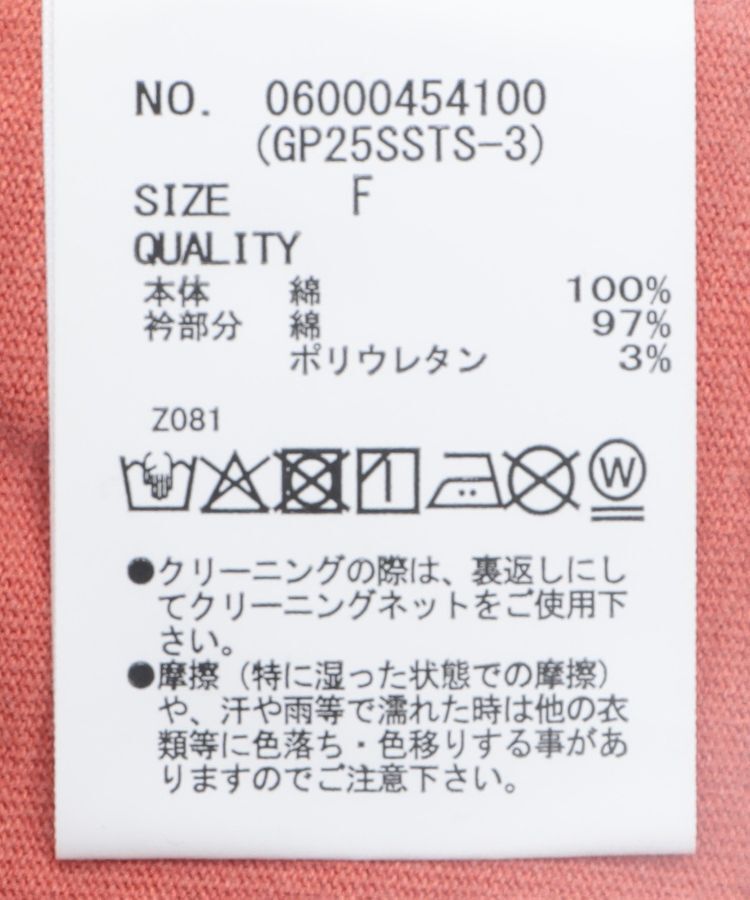 NO. 06000454100
(GP25SSTS-3)
SIZE F
QUALITY
本体 綿 100%
衿部分 綿 97%
ポリウレタン 3%
Z081
W
●クリーニングの際は、裏返しにし
てクリーニングネットをご使用下
さい。
●摩擦（特に湿った状態での摩擦）
や、汗や雨等で濡れた時は他の衣
類等に色落ち・色移りする事があ
りますのでご注意下さい。